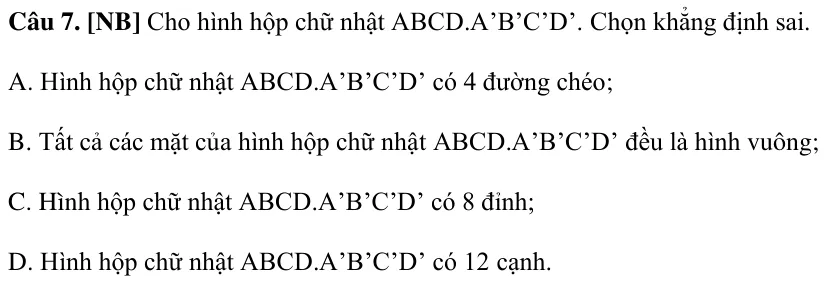 Câu 7. [NB] Cho hình hộp chữ nhật ABCD.A’B’C’D’. Chọn khẳng định sai.
A. Hình hộp chữ nhật ABCD.A’B’C’D’ có 4 đường chéo;
B. Tất cả các mặt của hình hộp chữ nhật ABCD.A’B’C’D’ đều là hình vuông;
C. Hình hộp chữ nhật ABCD.A’B’C’D’ có 8 đỉnh;
D. Hình hộp chữ nhật ABCD.A’B’C’D’ có 12 cạnh.